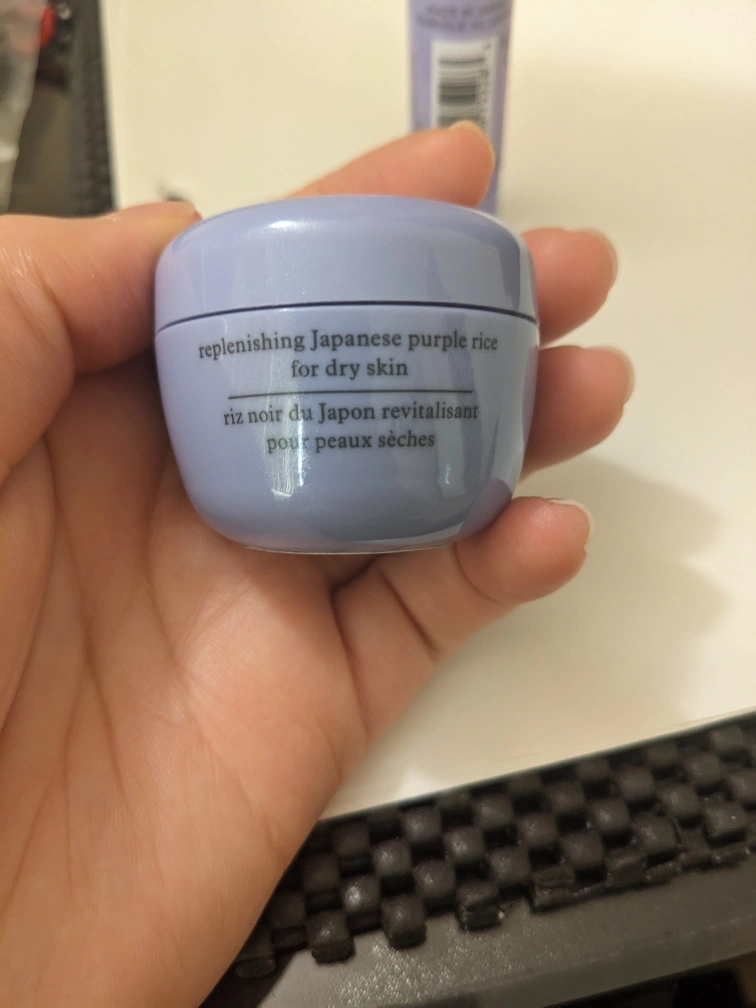 replenishing Japanese purple rice
for dry skin
riz noir du Japon revitalisant
pour peaux sèches